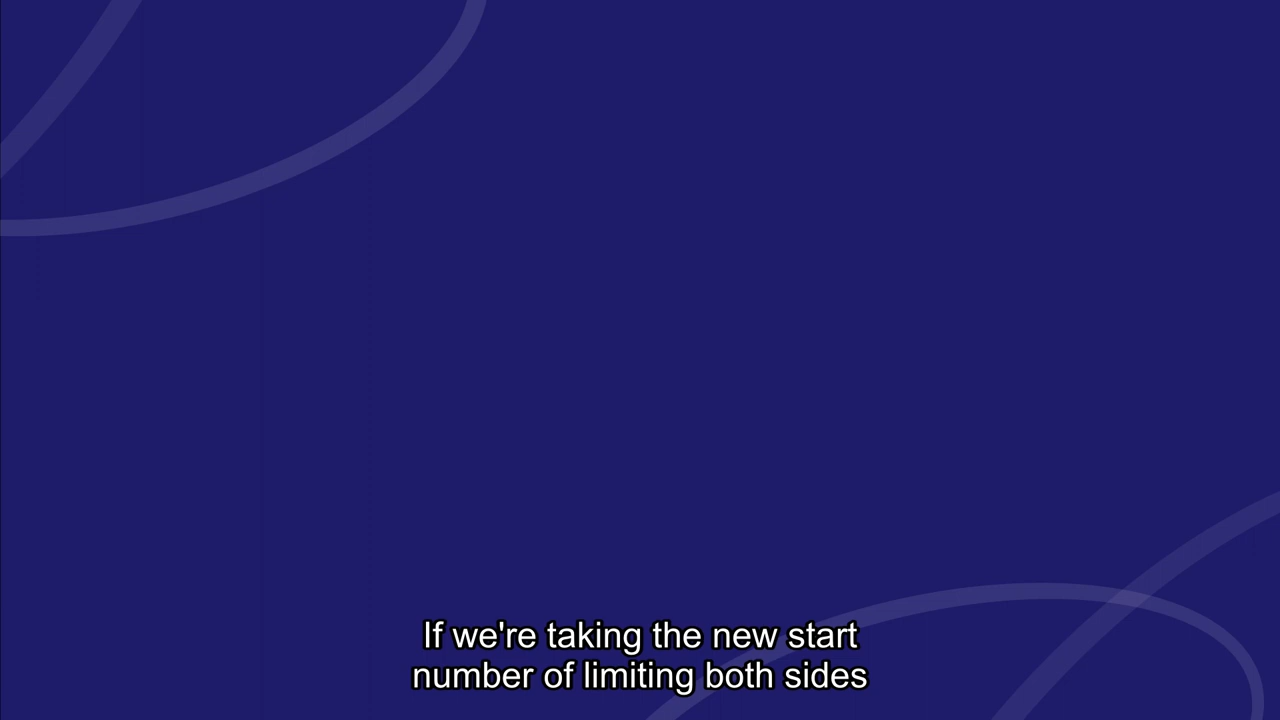 If we're taking the new start
number of limiting both sides